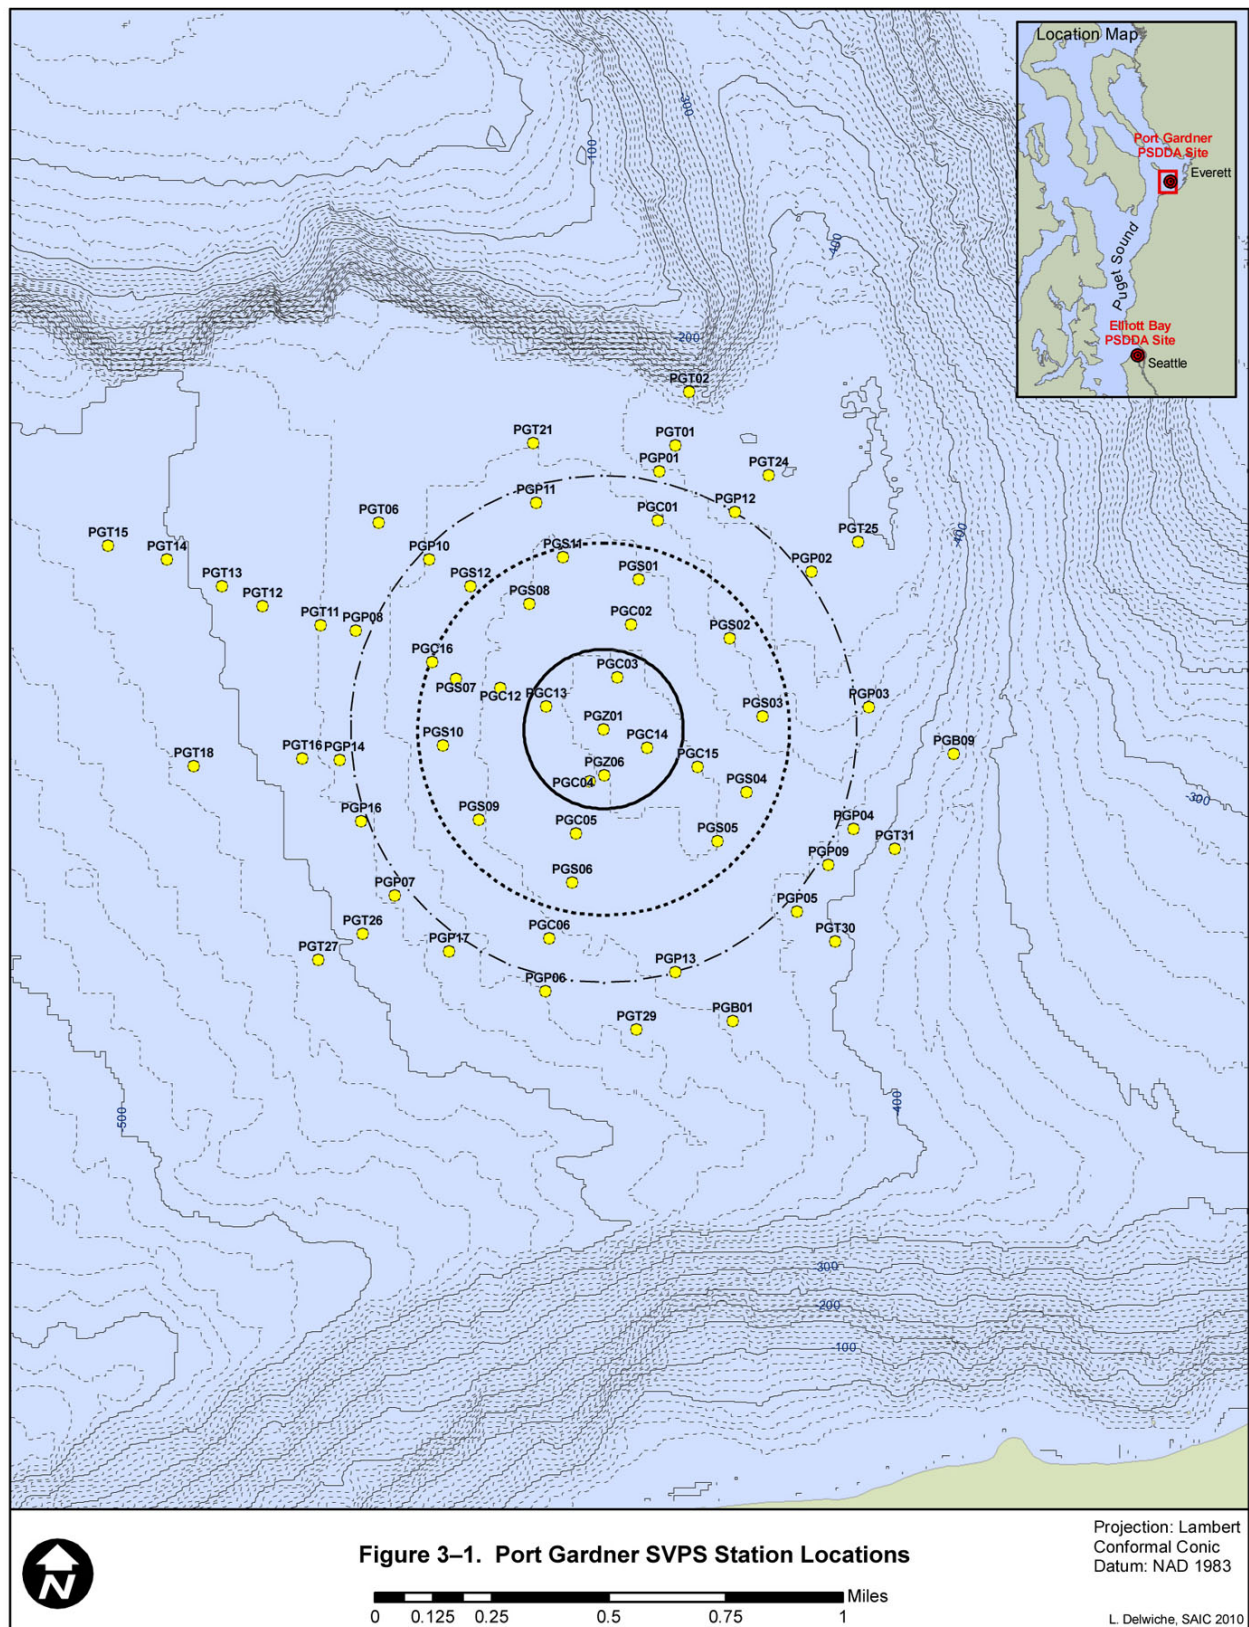 Location Map
Port Gardner
PSDDA Site
Everett
Puget Sound
Elliott Bay
PSDDA Site
Seattle
-300
100
-400
-200
PGT02
PGT21
PGT01
PGP01
PGT24
PGP11
PGP12
PGT06
PGC01
PGT15
PGT14
PGP10
PGS11
PGT25
-400
PGT13
PGS12
PGS01
PGP02
PGT12
PGS08
PGT11
PGP08
PGC02
PGS02
PGC16
PGC03
PGS07
PGC12
PGC13
PGS03
PGP03
PGZ01
PGS10
PGC14
PGB09
PGT18
PGT16
PGP14
PGC15
PGZ06
PGC04
PGS04
-300
PGP16
PGS09
PGC05
PGS05
PGP04
PGT31
PGP09
PGS06
PGP07
PGP05
PGT26
PGC06
PGT30
PGT27
PGP17
PGP13
PGP06
PGT29
PGB01
-500
-400
-300
-200
-100
Figure 3–1. Port Gardner SVPS Station Locations
N
Miles
0 0.125 0.25 0.5 0.75 1
Projection: Lambert
Conformal Conic
Datum: NAD 1983
L. Delwiche, SAIC 2010